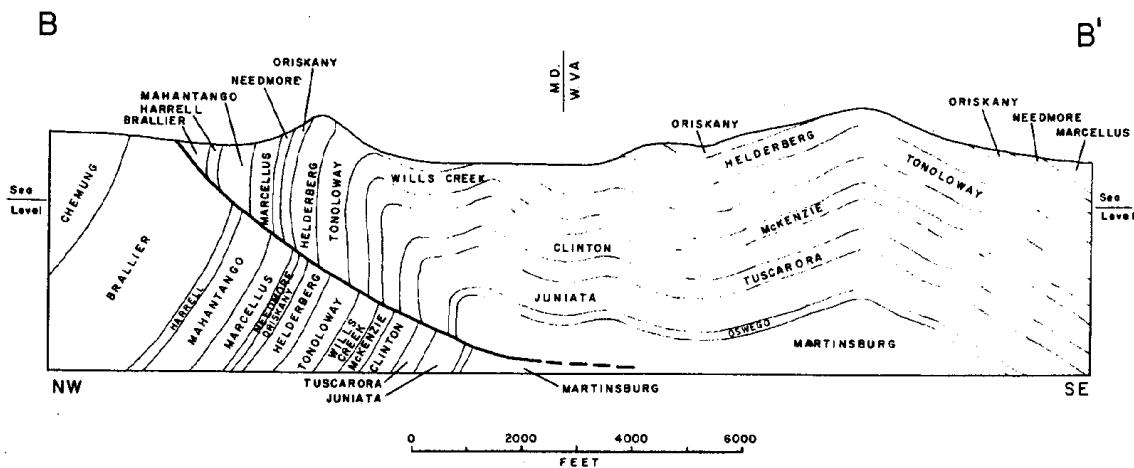 B
B'
ORISKANY
NEEDMORE
MAHANTANGO
HARRELL
BRALLIER
MD.
W. VA
ORISKANY
HELDERBERG
ORISKANY
NEEDMORE
MARCELLUS
Sea
Level
CHEMUNG
BRALLIER
MARCELLUS
HELDERBERG
TONOLOWAY
WILLS CREEK
TONOLOWAY
Sea
Level
McKENZIE
CLINTON
TUSCARORA
JUNIATA
OSWEGO
MARTINSBURG
HARRELL
MAHANTANGO
MARCELLUS
NEEDMORE
ORISKANY
HELDERBERG
TONOLOWAY
WILLS
CREEK
McKENZIE
CLINTON
NW
TUSCARORA
JUNIATA
MARTINSBURG
SE
0 2000 4000 6000
FEET